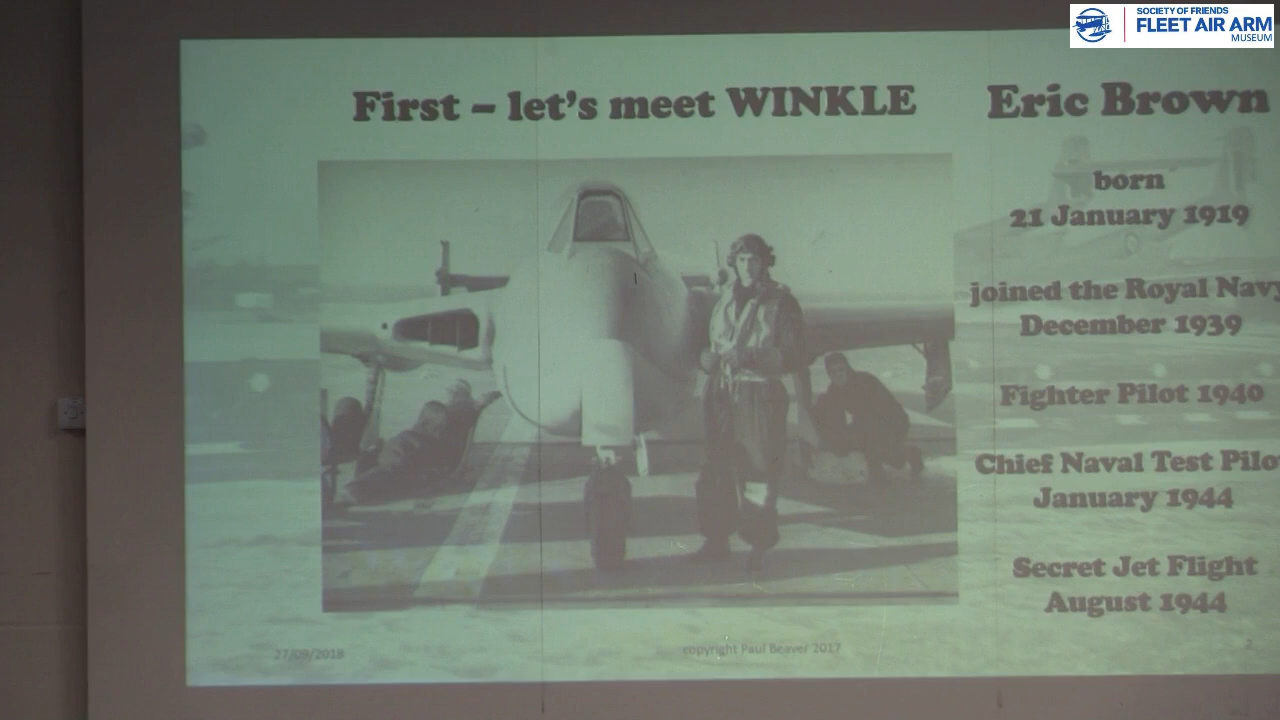 SOCIETY OF FRIENDS
FLEET AIR ARM
MUSEUM
First – let's meet WINKLE
Eric Brown
born
21 January 1919
joined the Royal Navy
December 1939
Fighter Pilot 1940
Chief Naval Test Pilo
January 1944
Secret Jet Flight
August 1944
27/09/2018
copyright Paul Beaver 2017
2